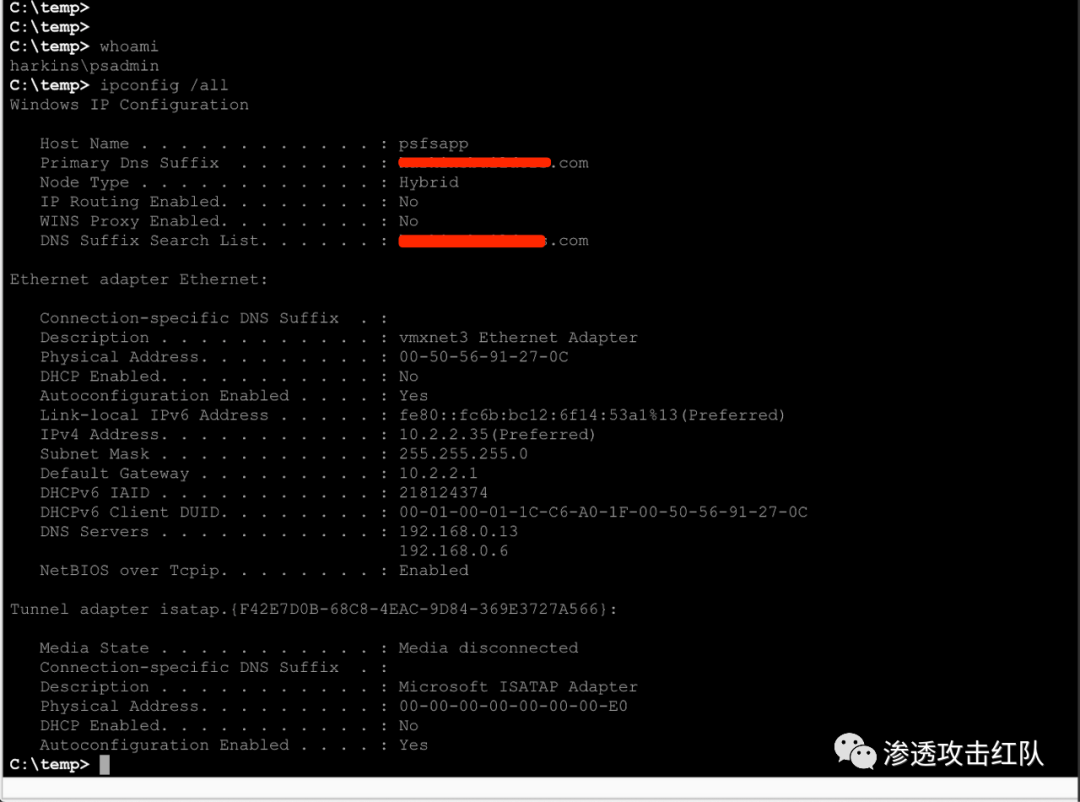 C:\temp>
C:\temp>
C:\temp> whoami
harkins\psadmin
C:\temp> ipconfig /all
Windows IP Configuration
Host Name . . . . . . . . . . . . : psfsapp
Primary Dns Suffix . . . . . . . : .com
Node Type . . . . . . . . . . . . : Hybrid
IP Routing Enabled. . . . . . . . : No
WINS Proxy Enabled. . . . . . . . : No
DNS Suffix Search List. . . . . . : .com
Ethernet adapter Ethernet:
Connection-specific DNS Suffix . :
Description . . . . . . . . . . . : vmxnet3 Ethernet Adapter
Physical Address. . . . . . . . . : 00-50-56-91-27-0C
DHCP Enabled. . . . . . . . . . . : No
Autoconfiguration Enabled . . . . : Yes
Link-local IPv6 Address . . . . . : fe80::fc6b:bc12:6f14:53a1%13(Preferred)
IPv4 Address. . . . . . . . . . . : 10.2.2.35(Preferred)
Subnet Mask . . . . . . . . . . . : 255.255.255.0
Default Gateway . . . . . . . . . : 10.2.2.1
DHCPv6 IAID . . . . . . . . . . . : 218124374
DHCPv6 Client DUID. . . . . . . . : 00-01-00-01-1C-C6-A0-1F-00-50-56-91-27-0C
DNS Servers . . . . . . . . . . . : 192.168.0.13
192.168.0.6
NetBIOS over Tcpip. . . . . . . . : Enabled
Tunnel adapter isatap.{F42E7D0B-68C8-4EAC-9D84-369E3727A566}:
Media State . . . . . . . . . . . : Media disconnected
Connection-specific DNS Suffix . :
Description . . . . . . . . . . . : Microsoft ISATAP Adapter
Physical Address. . . . . . . . . : 00-00-00-00-00-00-00-E0
DHCP Enabled. . . . . . . . . . . : No
Autoconfiguration Enabled . . . . : Yes
C:\temp>
渗透攻击红队